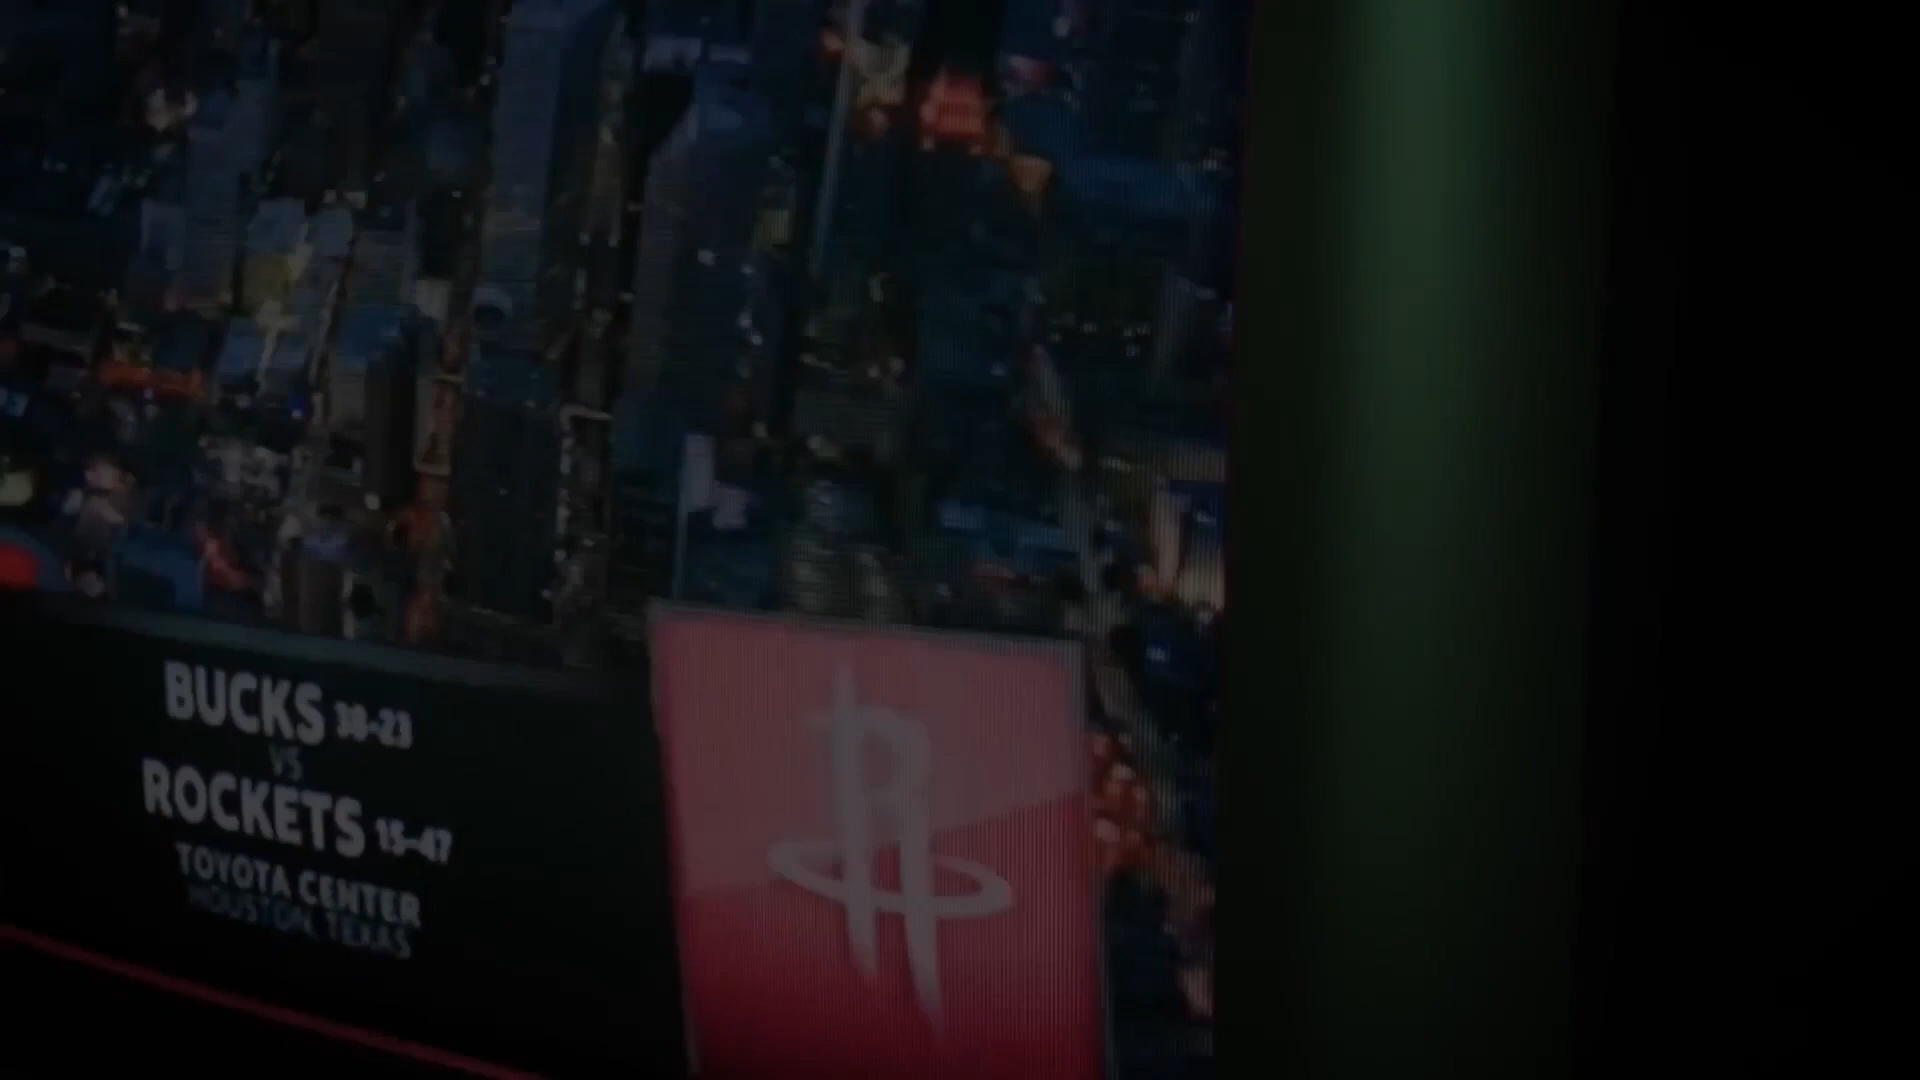 BUCKS 38-23
VS
ROCKETS 15-47
TOYOTA CENTER
HOUSTON, TEXAS